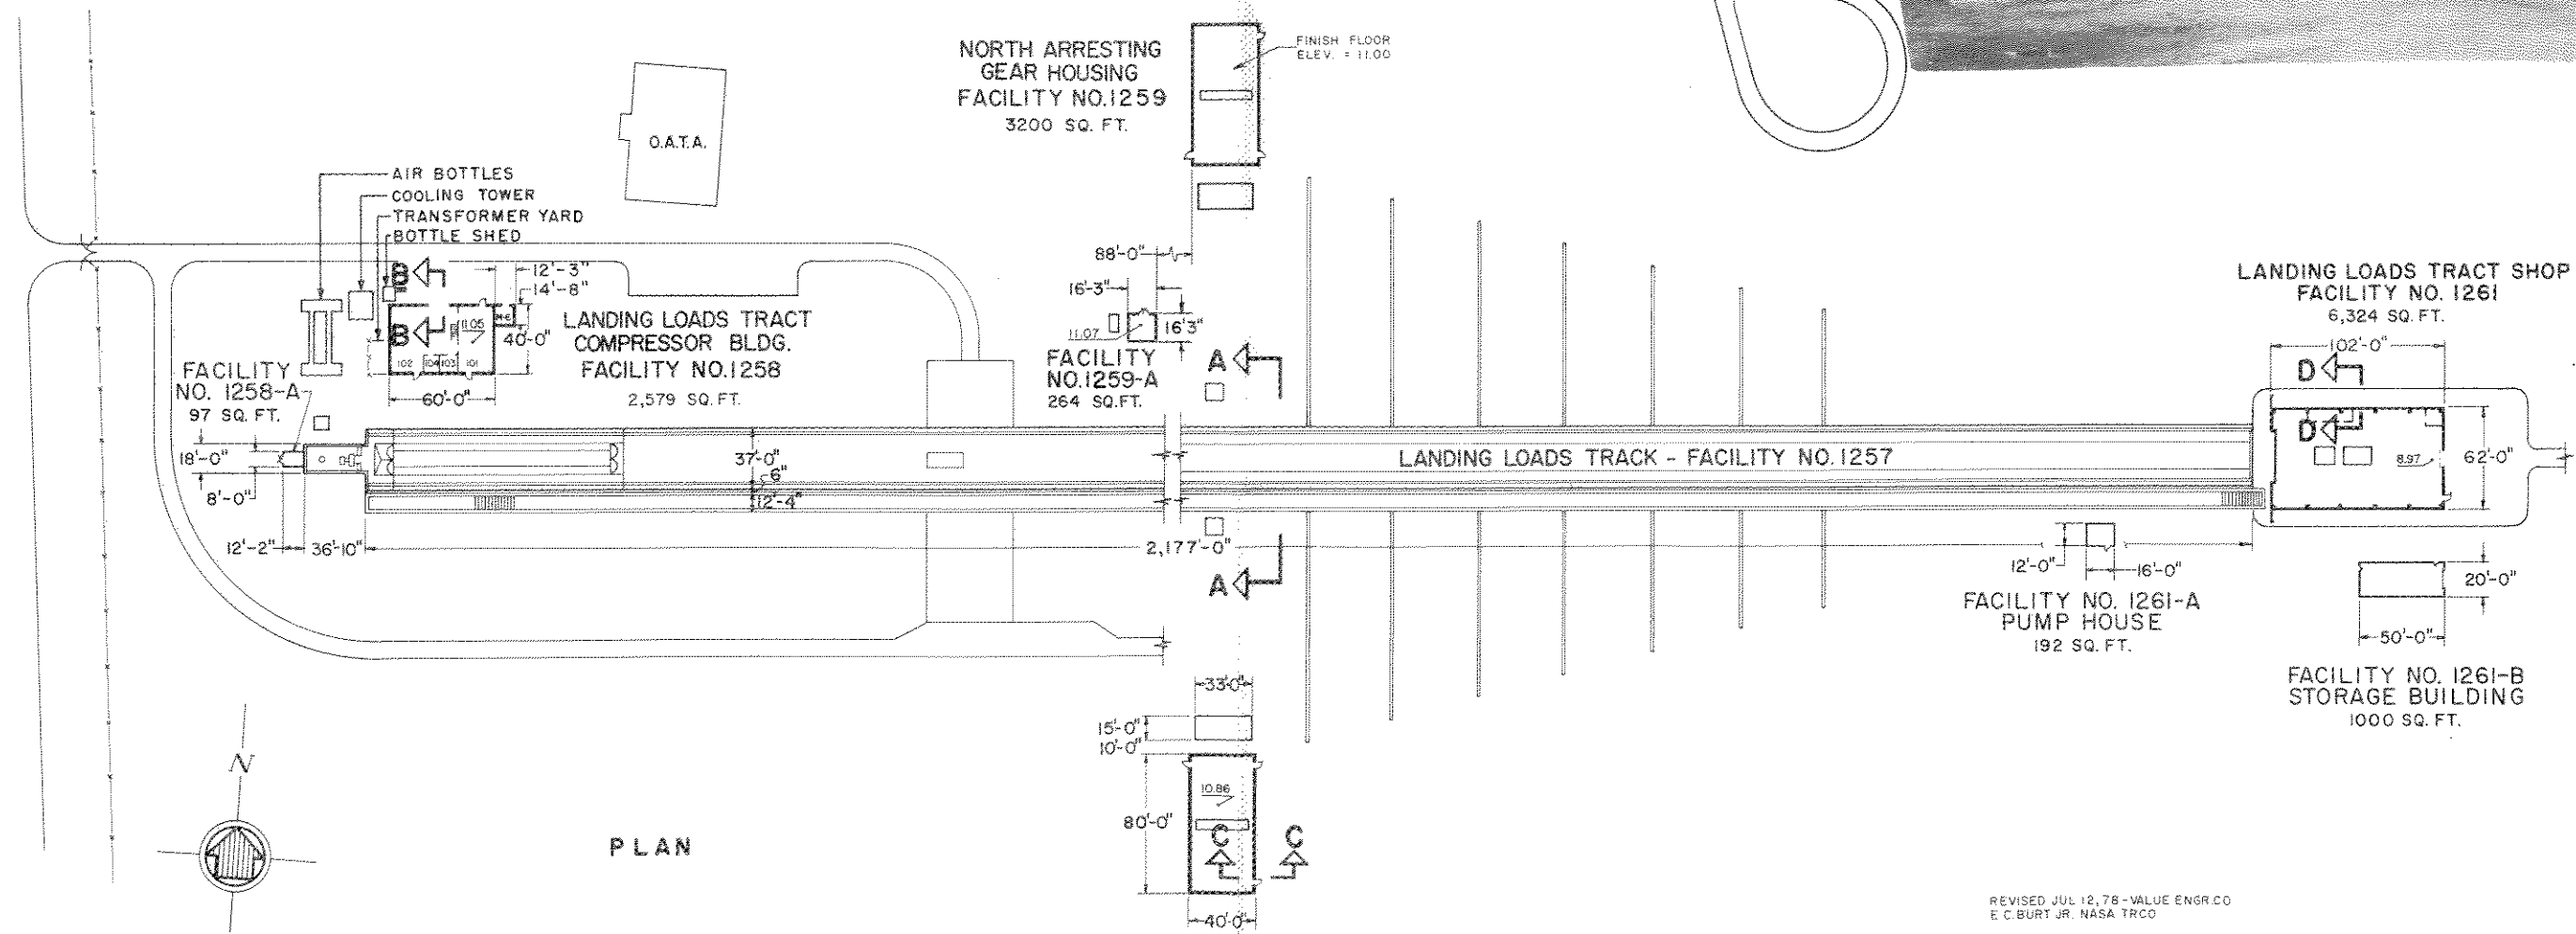 NORTH ARRESTING
GEAR HOUSING
FACILITY NO.1259
3200 SQ. FT.
FINISH FLOOR
ELEV. = 11.00
O.A.T.A.
AIR BOTTLES
COOLING TOWER
TRANSFORMER YARD
BOTTLE SHED
B
12'-3"
14'-8"
B
11.05
40'-0"
102
104
103
101
60'-0"
LANDING LOADS TRACT
COMPRESSOR BLDG.
FACILITY NO.1258
2,579 SQ. FT.
FACILITY
NO. 1258-A
97 SQ. FT.
18'-0"
8'-0"
12'-2"
36'-10"
37'-0"
6"
12'-4"
2,177'-0"
88'-0"
16'-3"
16'3"
11.07
FACILITY
NO.1259-A
264 SQ.FT.
A
A
LANDING LOADS TRACK - FACILITY NO. 1257
LANDING LOADS TRACT SHOP
FACILITY NO. 1261
6,324 SQ. FT.
102'-0"
D
D
8.97
62'-0"
12'-0"
16'-0"
FACILITY NO. 1261-A
PUMP HOUSE
192 SQ. FT.
20'-0"
50'-0"
FACILITY NO. 1261-B
STORAGE BUILDING
1000 SQ. FT.
33'0"
15'-0"
10'-0"
10.86
80'-0"
C
C
40'-0"
N
PLAN
REVISED JUL 12,78-VALUE ENGR.CO
E.C.BURT JR. NASA TRCO